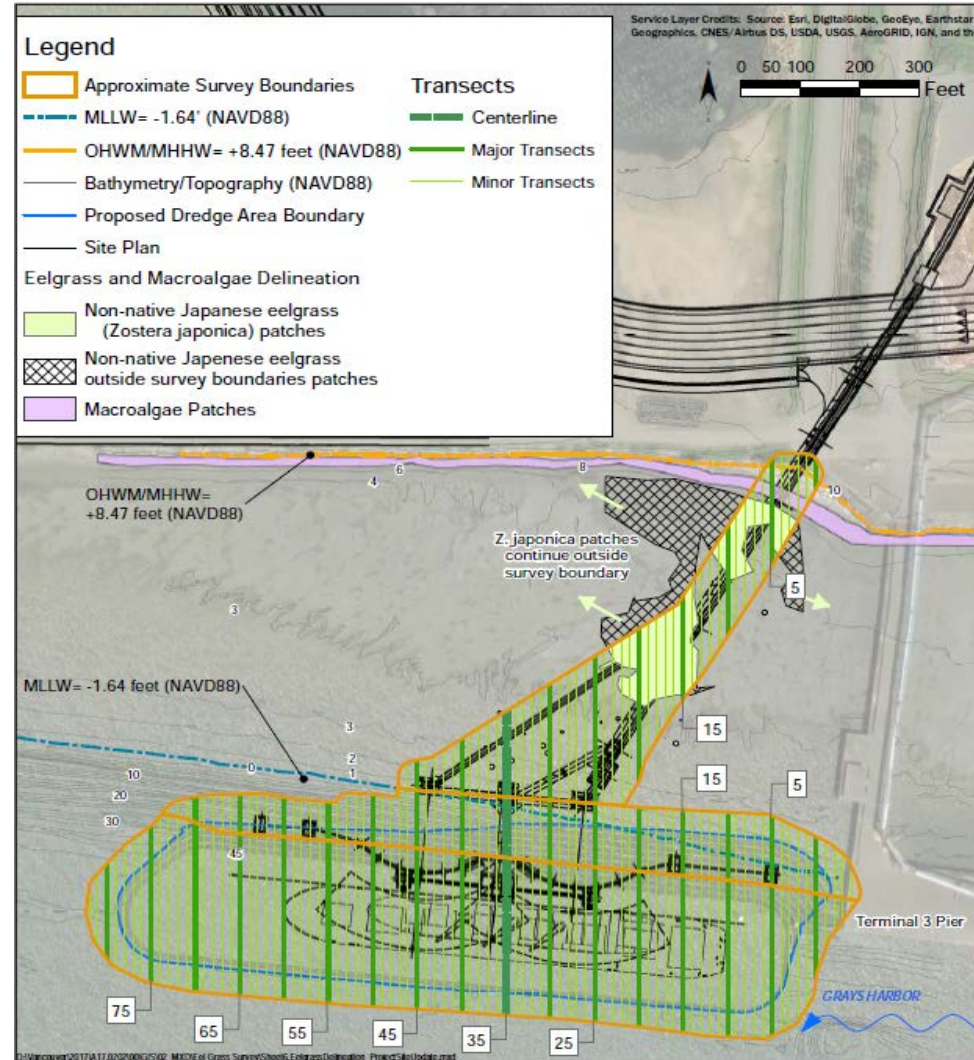 Service Layer Credits: Source: Esri, DigitalGlobe, GeoEye, Earthstar
Geographics, CNES/Airbus DS, USDA, USGS, AeroGRID, IGN, and th
Legend
Approximate Survey Boundaries
MLLW= -1.64' (NAVD88)
OHWM/MHHW= +8.47 feet (NAVD88)
Bathymetry/Topography (NAVD88)
Proposed Dredge Area Boundary
Site Plan
Transects
Centerline
Major Transects
Minor Transects
0 50 100 200 300
Feet
Eelgrass and Macroalgae Delineation
Non-native Japanese eelgrass
(Zostera japonica) patches
Non-native Japenese eelgrass
outside survey boundaries patches
Macroalgae Patches
6
4
8
10
OHWM/MHHW=
+8.47 feet (NAVD88)
Z. japonica patches
continue outside
survey boundary
5
3
MLLW= -1.64 feet (NAVD88)
15
3
2
1
0
10
20
30
45
15
5
Terminal 3 Pier
GRAYS HARBOR
75
65
55
45
35
25